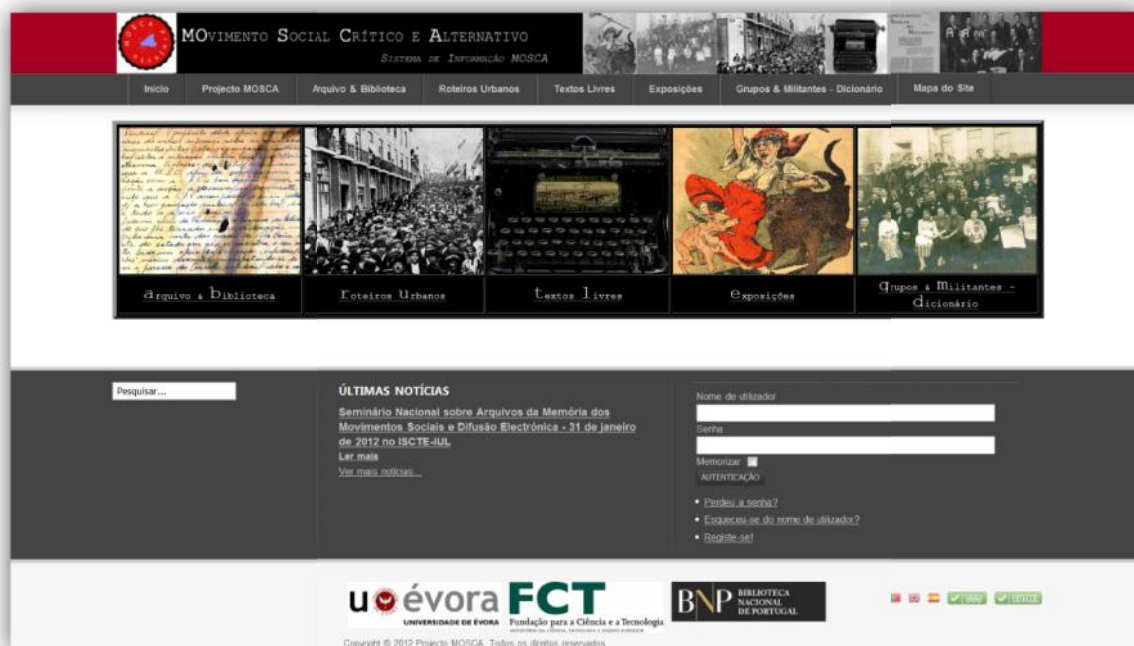 MOVIMENTO SOCIAL CRÍTICO E ALTERNATIVO
SISTEMA DE INFORMAÇÃO MOSCA
Início Projecto MOSCA Arquivo & Biblioteca Roteiros Urbanos Textos Livres Exposições Grupos & Militantes - Dicionário Mapa do Site
arquivo & biblioteca
roteiros urbanos
textos livres
exposições
grupos & militantes -
dicionário
Pesquisar...
ÚLTIMAS NOTÍCIAS
Seminário Nacional sobre Arquivos da Memória dos
Movimentos Sociais e Difusão Electrónica - 31 de janeiro
de 2012 no ISCTE-IUL
Ler mais
Ver mais notícias...
Nome de utilizador
Senha
Memorizar
AUTENTICAÇÃO
Perdeu a senha?
Esqueceu-se do nome de utilizador?
Registe-se!
u évora
UNIVERSIDADE DE ÉVORA
FCT
Fundação para a Ciência e a Tecnologia
BNP BIBLIOTECA
NACIONAL
DE PORTUGAL
Copyright © 2012 Projecto MOSCA. Todos os direitos reservados.